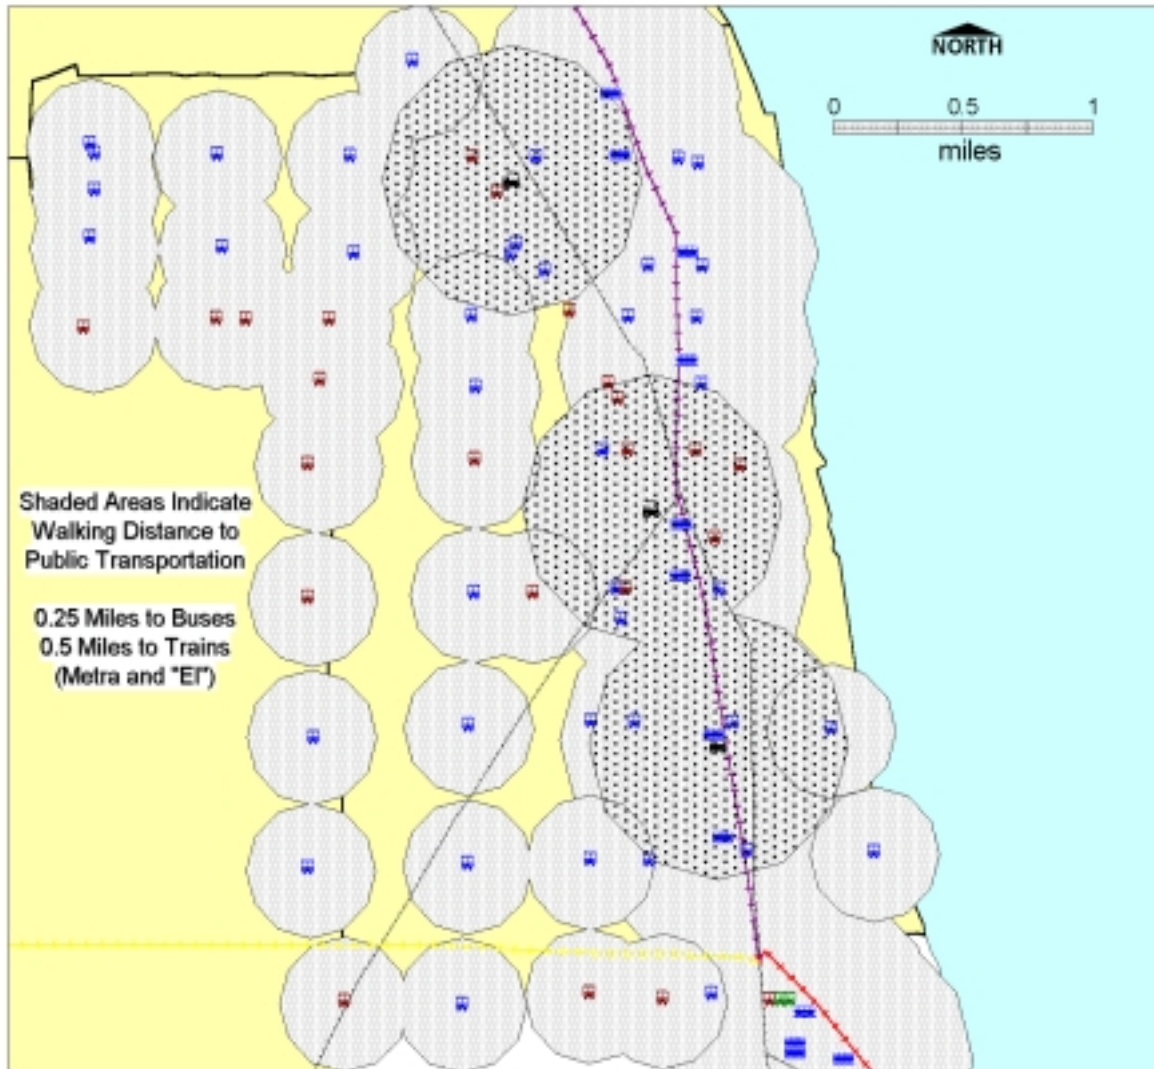 NORTH
0 0.5 1
miles
Shaded Areas Indicate
Walking Distance to
Public Transportation
0.25 Miles to Buses
0.5 Miles to Trains
(Metra and "El")